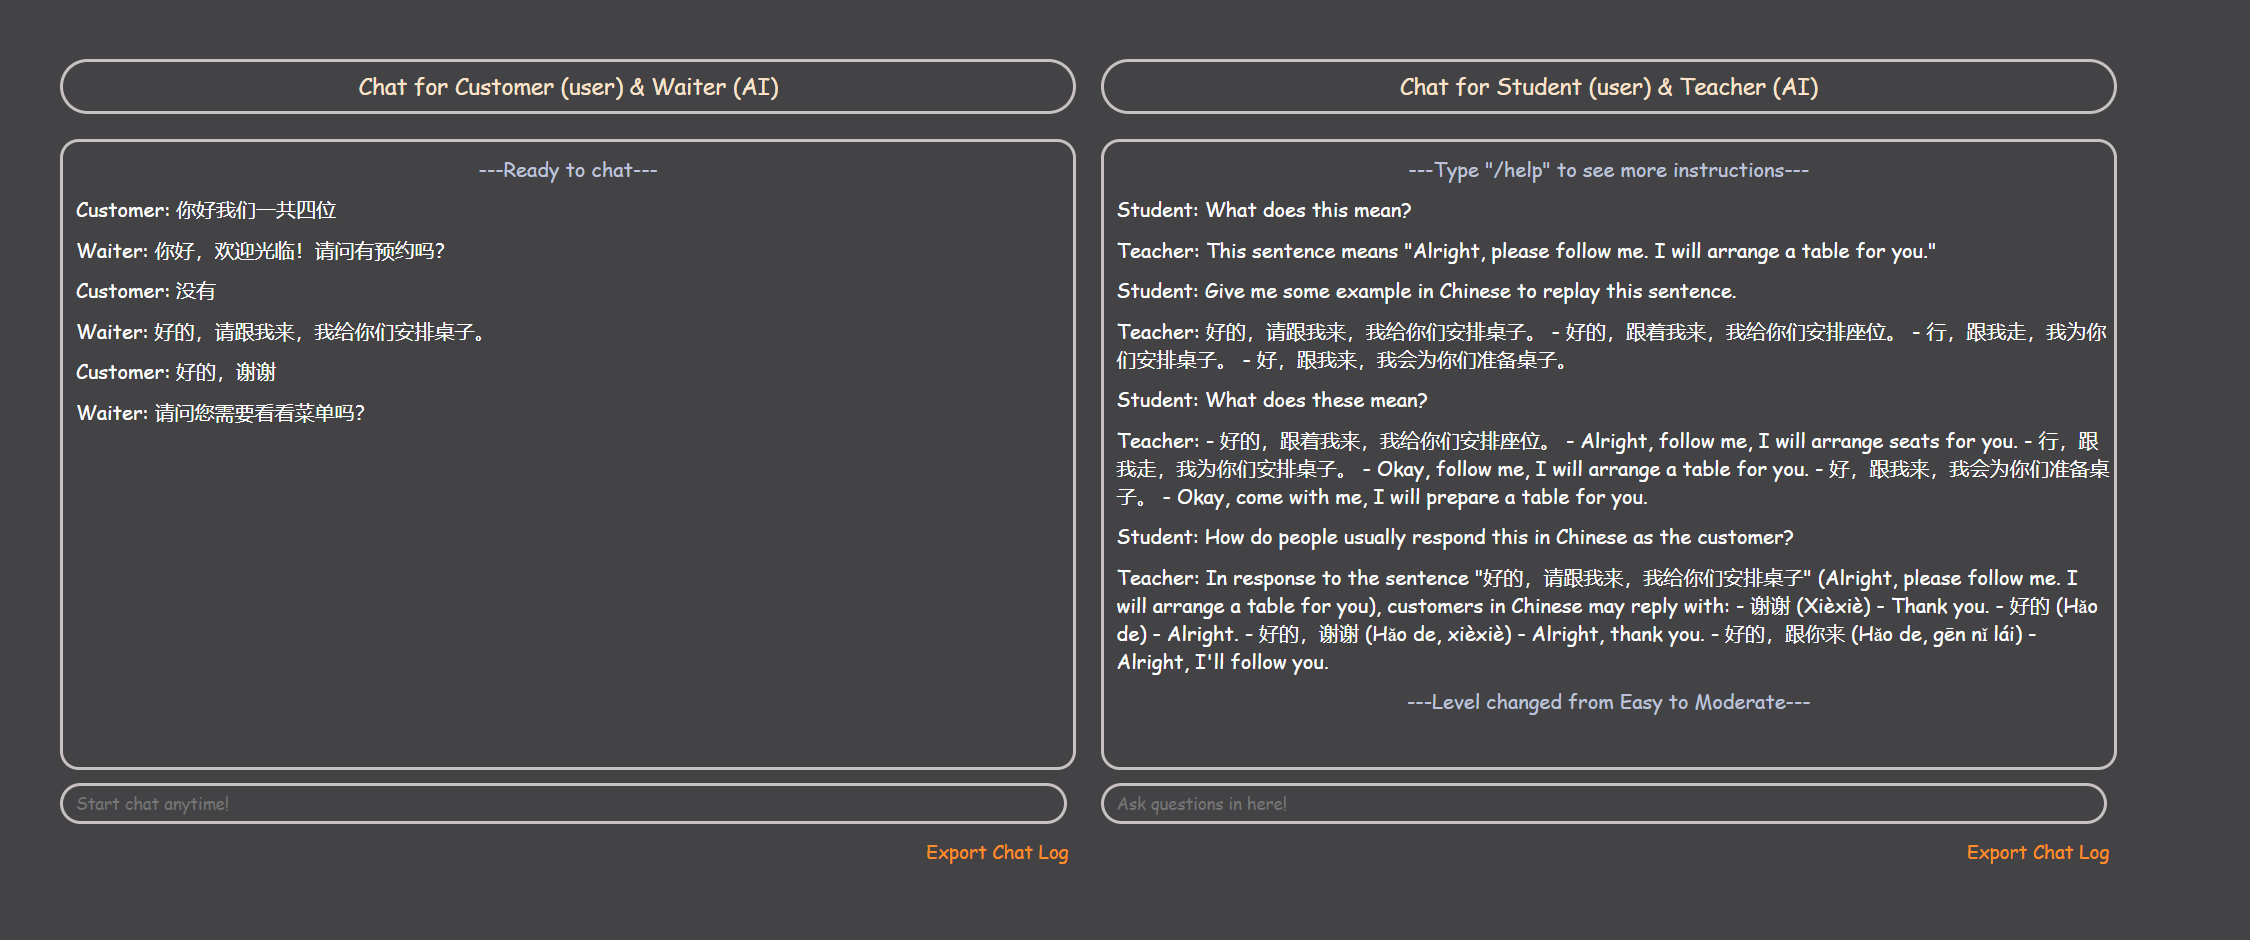 Chat for Customer (user) & Waiter (AI)
---Ready to chat---
Customer: 你好我们一共四位
Waiter: 你好，欢迎光临！请问有预约吗？
Customer: 没有
Waiter: 好的，请跟我来，我给你们安排桌子。
Customer: 好的，谢谢
Waiter: 请问您需要看看菜单吗？
Start chat anytime!
Export Chat Log
Chat for Student (user) & Teacher (AI)
---Type "/help" to see more instructions---
Student: What does this mean?
Teacher: This sentence means "Alright, please follow me. I will arrange a table for you."
Student: Give me some example in Chinese to replay this sentence.
Teacher: 好的，请跟我来，我给你们安排桌子。 - 好的，跟着我来，我给你们安排座位。 - 行，跟我走，我为你
们安排桌子。 - 好，跟我来，我会为你们准备桌子。
Student: What does these mean?
Teacher: - 好的，跟着我来，我给你们安排座位。 - Alright, follow me, I will arrange seats for you. - 行，跟
我走，我为你们安排桌子。 - Okay, follow me, I will arrange a table for you. - 好，跟我来，我会为你们准备桌
子。 - Okay, come with me, I will prepare a table for you.
Student: How do people usually respond this in Chinese as the customer?
Teacher: In response to the sentence "好的，请跟我来，我给你们安排桌子" (Alright, please follow me. I
will arrange a table for you), customers in Chinese may reply with: - 谢谢 (Xièxiè) - Thank you. - 好的 (Hǎo
de) - Alright. - 好的，谢谢 (Hǎo de, xièxiè) - Alright, thank you. - 好的，跟你来 (Hǎo de, gēn nǐ lái) -
Alright, I'll follow you.
---Level changed from Easy to Moderate---
Ask questions in here!
Export Chat Log